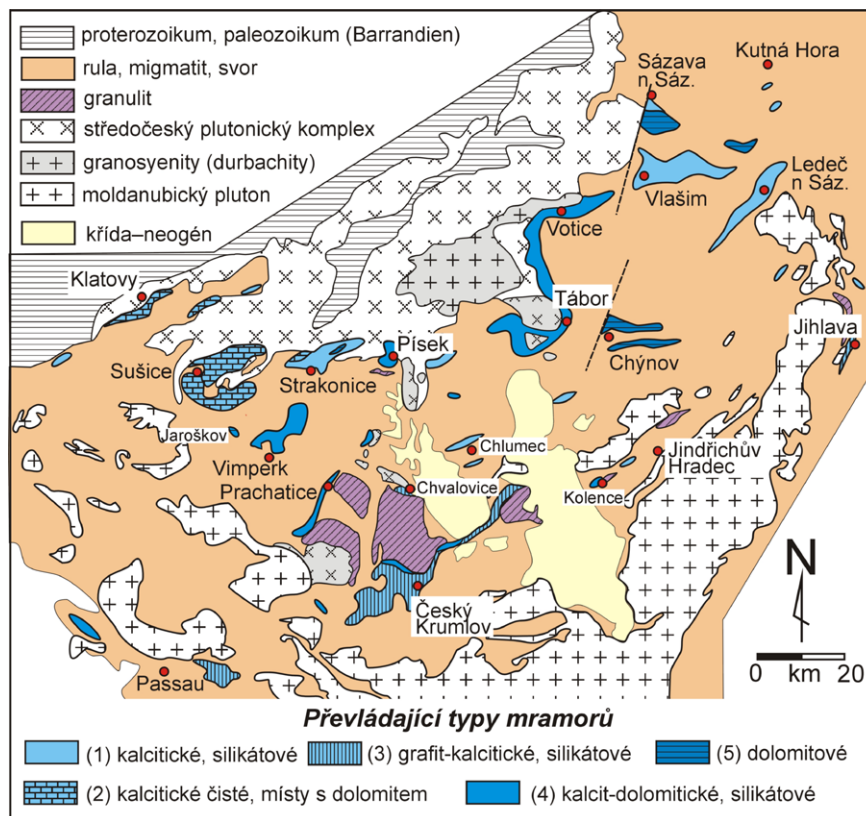 proterozoikum, paleozoikum (Barrandien)
rula, migmatit, svor
granulit
středočeský plutonický komplex
granosyenity (durbachity)
moldanubický pluton
křída–neogén
Kutná Hora
Sázava
n Sáz.
Ledeč
n Sáz.
Vlašim
Votice
Klatovy
Tábor
Jihlava
Písek
Chýnov
Sušice
Strakonice
Jaroškov
Chlumec
Jindřichův
Hradec
Vimperk
Prachatice
Chvalovice
Kolence
N
Český
Krumlov
0 km 20
Passau
Převládající typy mramorů
(1) kalcitické, silikátové
(3) grafit-kalcitické, silikátové
(5) dolomitové
(2) kalcitické čisté, místy s dolomitem
(4) kalcit-dolomitické, silikátové